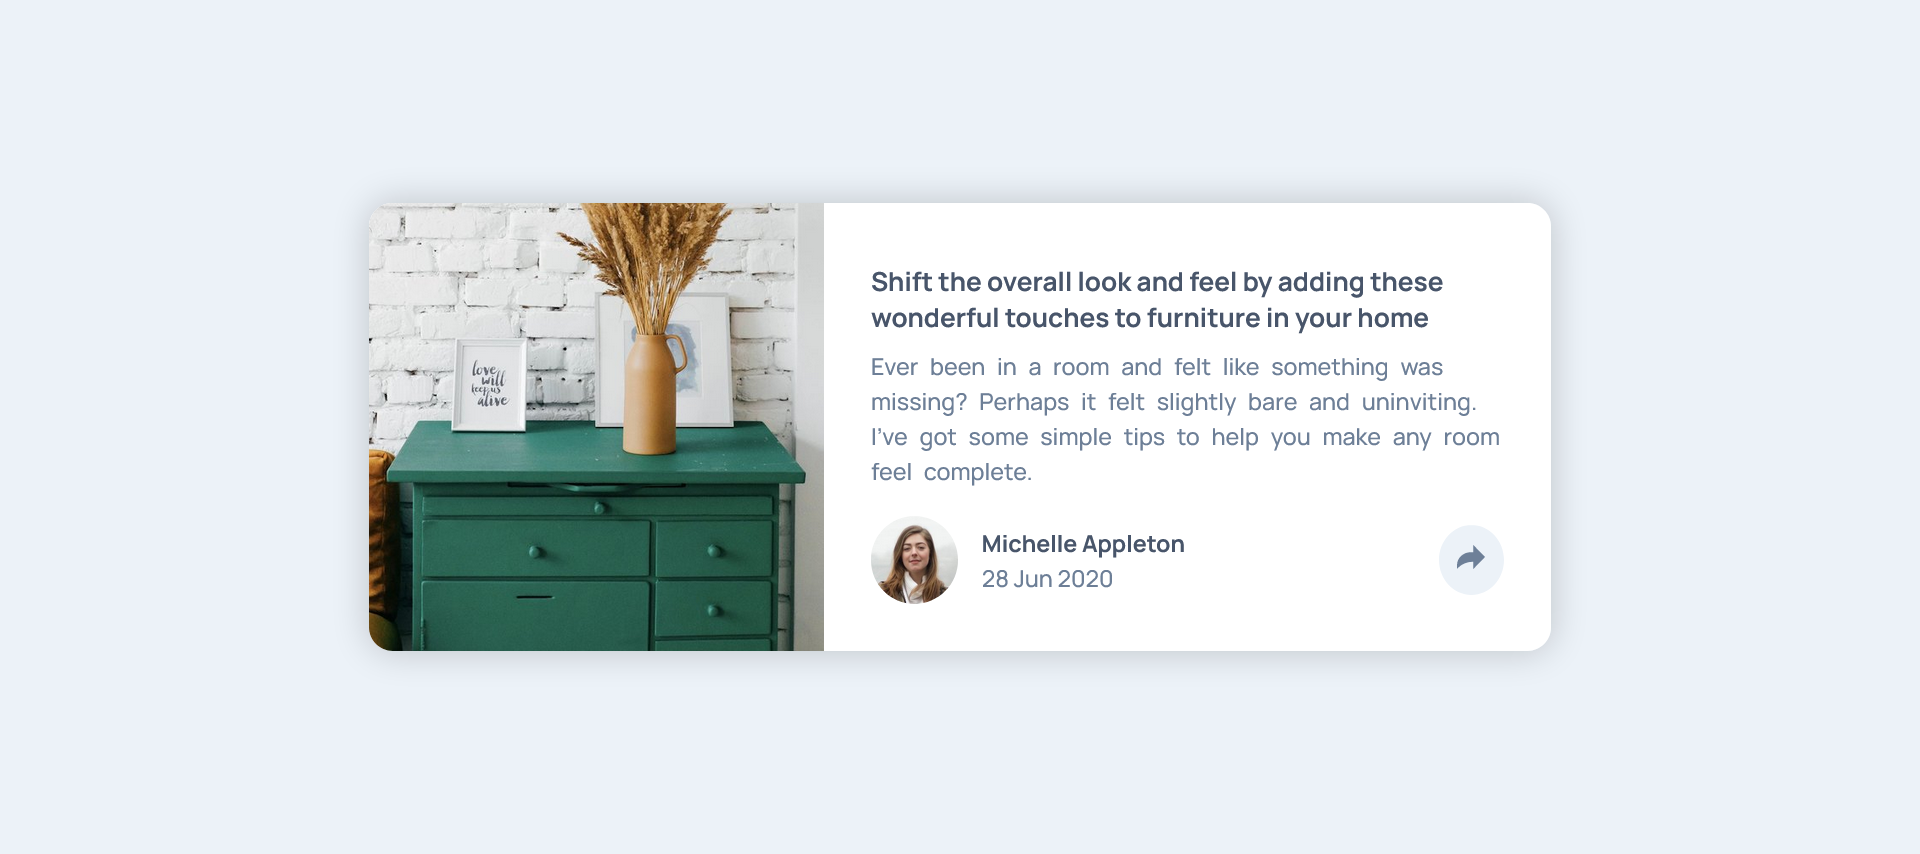 love
will
keep us
alive
Shift the overall look and feel by adding these
wonderful touches to furniture in your home
Ever been in a room and felt like something was
missing? Perhaps it felt slightly bare and uninviting.
I’ve got some simple tips to help you make any room
feel complete.
Michelle Appleton
28 Jun 2020